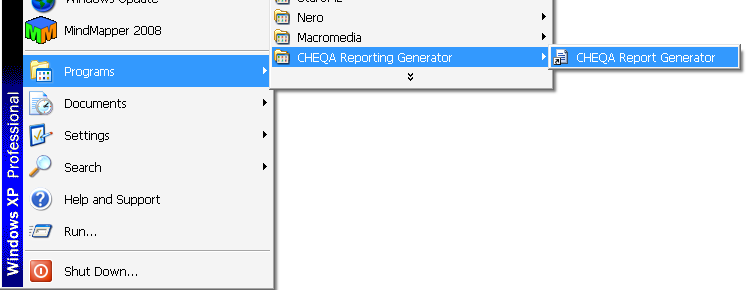 Windows Update
MindMapper 2008
Programs
Documents
Settings
Search
Help and Support
Run...
Shut Down...
Windows XP Professional
Nero
Macromedia
CHEQA Reporting Generator
CHEQA Report Generator